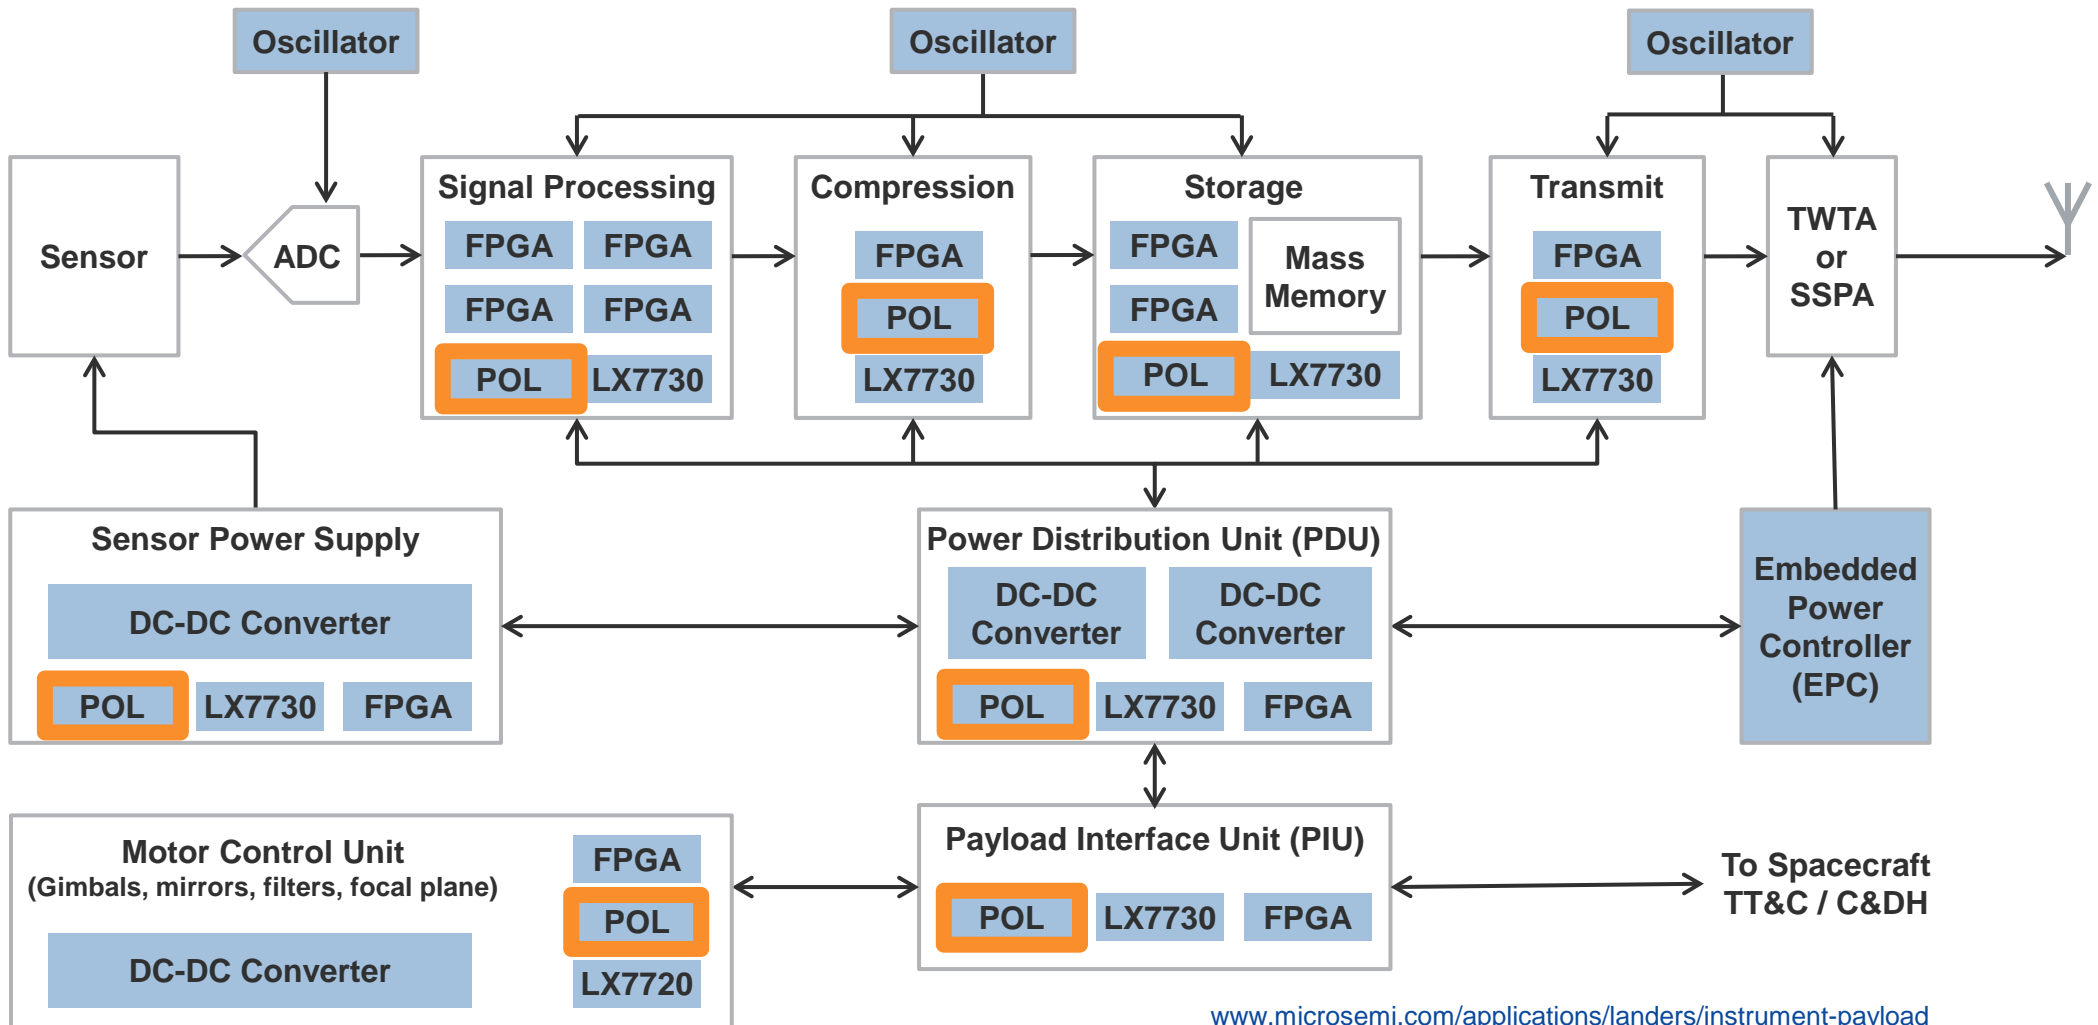 Oscillator
Oscillator
Oscillator
Sensor
ADC
Signal Processing
FPGA FPGA
FPGA FPGA
POL LX7730
Compression
FPGA
POL
LX7730
Storage
FPGA
FPGA
Mass
Memory
POL LX7730
Transmit
FPGA
POL
LX7730
TWTA
or
SSPA
Sensor Power Supply
DC-DC Converter
POL LX7730 FPGA
Power Distribution Unit (PDU)
DC-DC
Converter
DC-DC
Converter
POL LX7730 FPGA
Embedded
Power
Controller
(EPC)
Motor Control Unit
(Gimbals, mirrors, filters, focal plane)
DC-DC Converter
FPGA
POL
LX7720
Payload Interface Unit (PIU)
POL LX7730 FPGA
To Spacecraft
TT&C / C&DH
www.microsemi.com/applications/landers/instrument-payload